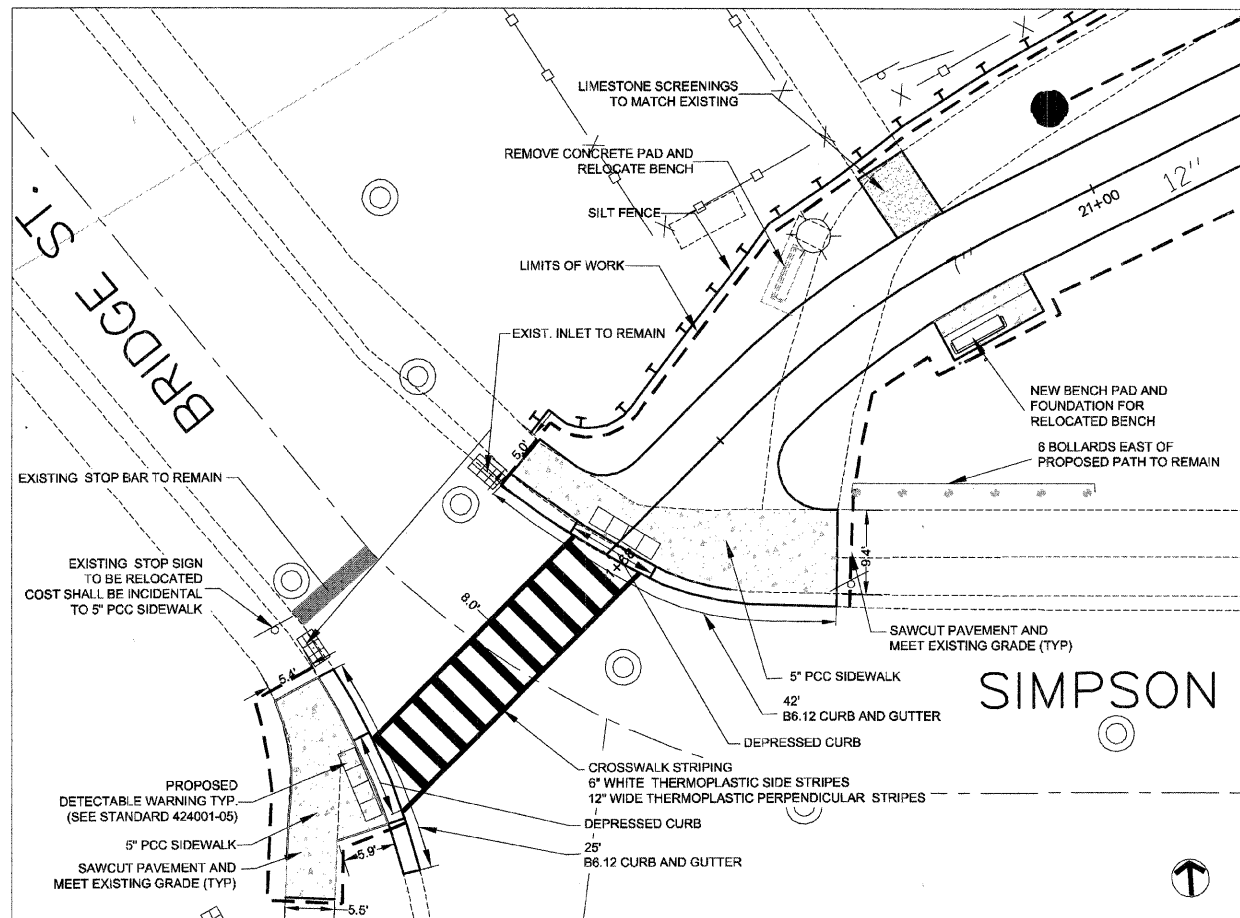 LIMESTONE SCREENINGS
TO MATCH EXISTING
REMOVE CONCRETE PAD AND
RELOCATE BENCH
SILT FENCE
LIMITS OF WORK
EXIST. INLET TO REMAIN
BRIDGE ST.
21+00
12"
NEW BENCH PAD AND
FOUNDATION FOR
RELOCATED BENCH
6 BOLLARDS EAST OF
PROPOSED PATH TO REMAIN
EXISTING STOP BAR TO REMAIN
5.0'
9.4'
EXISTING STOP SIGN
TO BE RELOCATED
COST SHALL BE INCIDENTAL
TO 5" PCC SIDEWALK
8.0'
SAWCUT PAVEMENT AND
MEET EXISTING GRADE (TYP)
5.4'
5" PCC SIDEWALK
SIMPSON
42'
B6.12 CURB AND GUTTER
DEPRESSED CURB
CROSSWALK STRIPING
6" WHITE THERMOPLASTIC SIDE STRIPES
12" WIDE THERMOPLASTIC PERPENDICULAR STRIPES
PROPOSED
DETECTABLE WARNING TYP.
(SEE STANDARD 424001-05)
DEPRESSED CURB
5" PCC SIDEWALK
25'
B6.12 CURB AND GUTTER
5.9'
SAWCUT PAVEMENT AND
MEET EXISTING GRADE (TYP)
5.5'